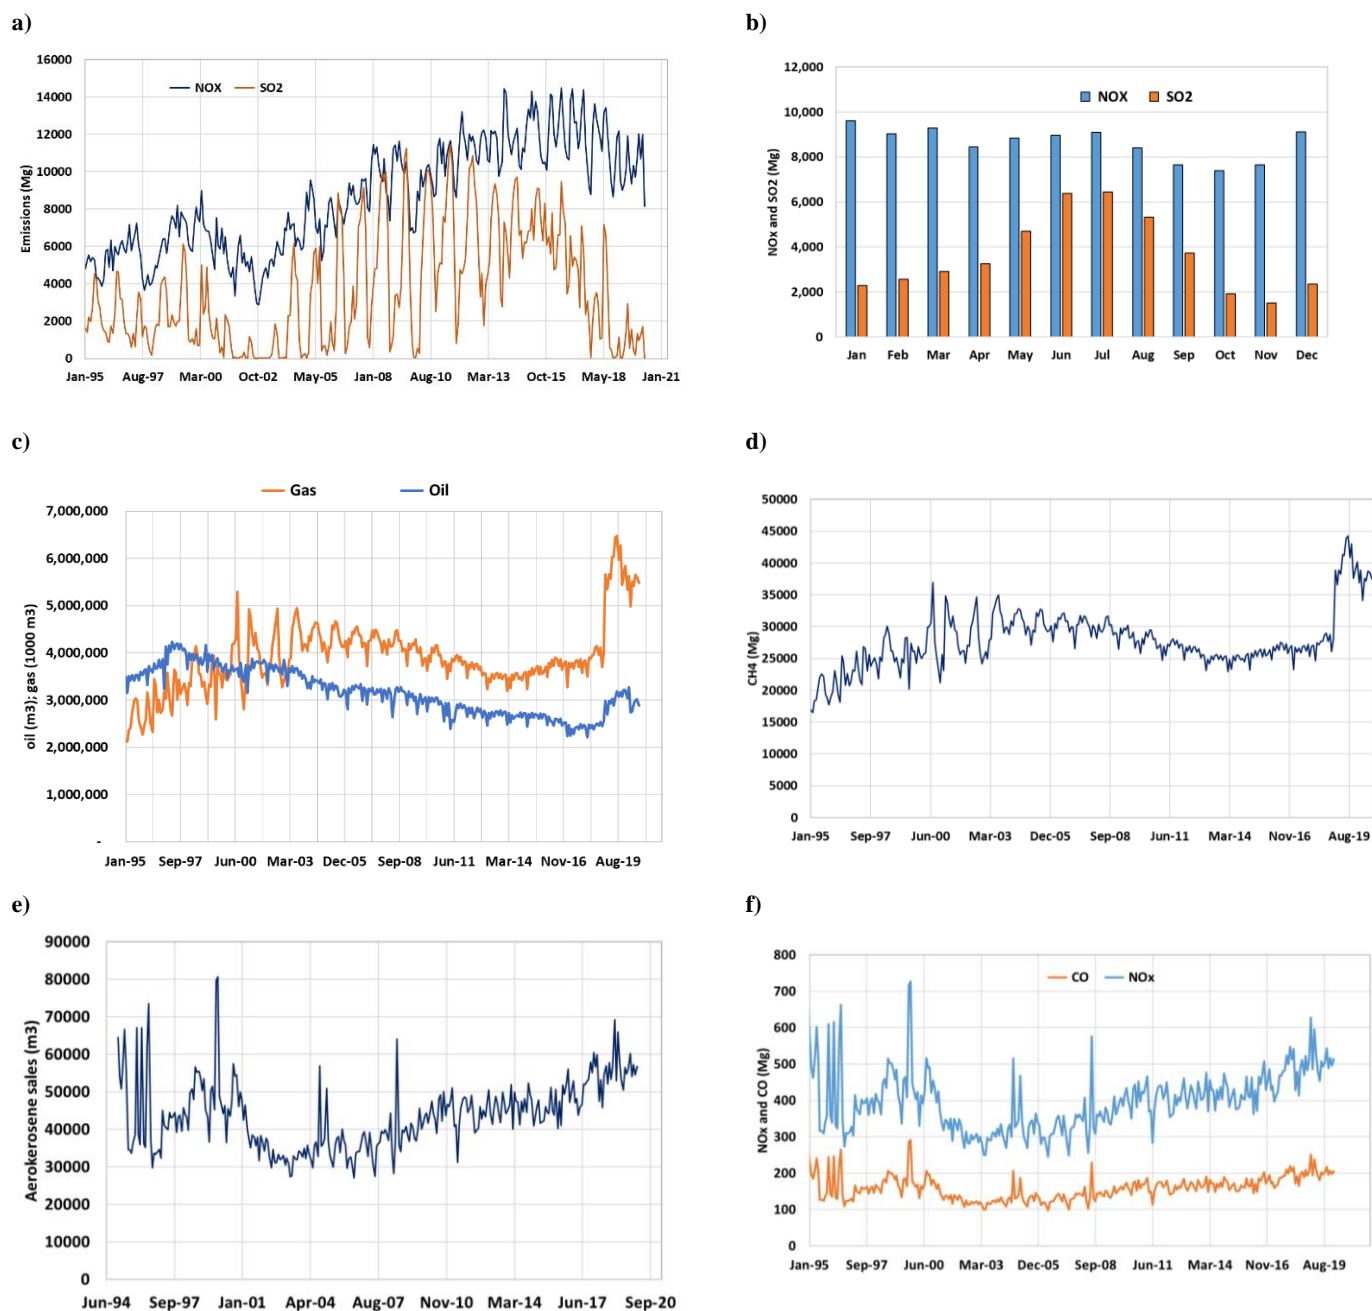 a)
NOX SO2
Emissions (Mg)
16000
14000
12000
10000
8000
6000
4000
2000
0
Jan-95 Aug-97 Mar-00 Oct-02 May-05 Jan-08 Aug-10 Mar-13 Oct-15 May-18 Jan-21
b)
NOX SO2
NOx and SO2 (Mg)
12,000
10,000
8,000
6,000
4,000
2,000
0
Jan Feb Mar Apr May Jun Jul Aug Sep Oct Nov Dec
c)
Gas Oil
oil (m3); gas (1000 m3)
7,000,000
6,000,000
5,000,000
4,000,000
3,000,000
2,000,000
1,000,000
-
Jan-95 Sep-97 Jun-00 Mar-03 Dec-05 Sep-08 Jun-11 Mar-14 Nov-16 Aug-19
d)
CH4 (Mg)
50000
45000
40000
35000
30000
25000
20000
15000
10000
5000
0
Jan-95 Sep-97 Jun-00 Mar-03 Dec-05 Sep-08 Jun-11 Mar-14 Nov-16 Aug-19
e)
Aerokerosene sales (m3)
90000
80000
70000
60000
50000
40000
30000
20000
10000
0
Jun-94 Sep-97 Jan-01 Apr-04 Aug-07 Nov-10 Mar-14 Jun-17 Sep-20
f)
CO NOx
NOx and CO (Mg)
800
700
600
500
400
300
200
100
0
Jan-95 Sep-97 Jun-00 Mar-03 Dec-05 Sep-08 Jun-11 Mar-14 Nov-16 Aug-19